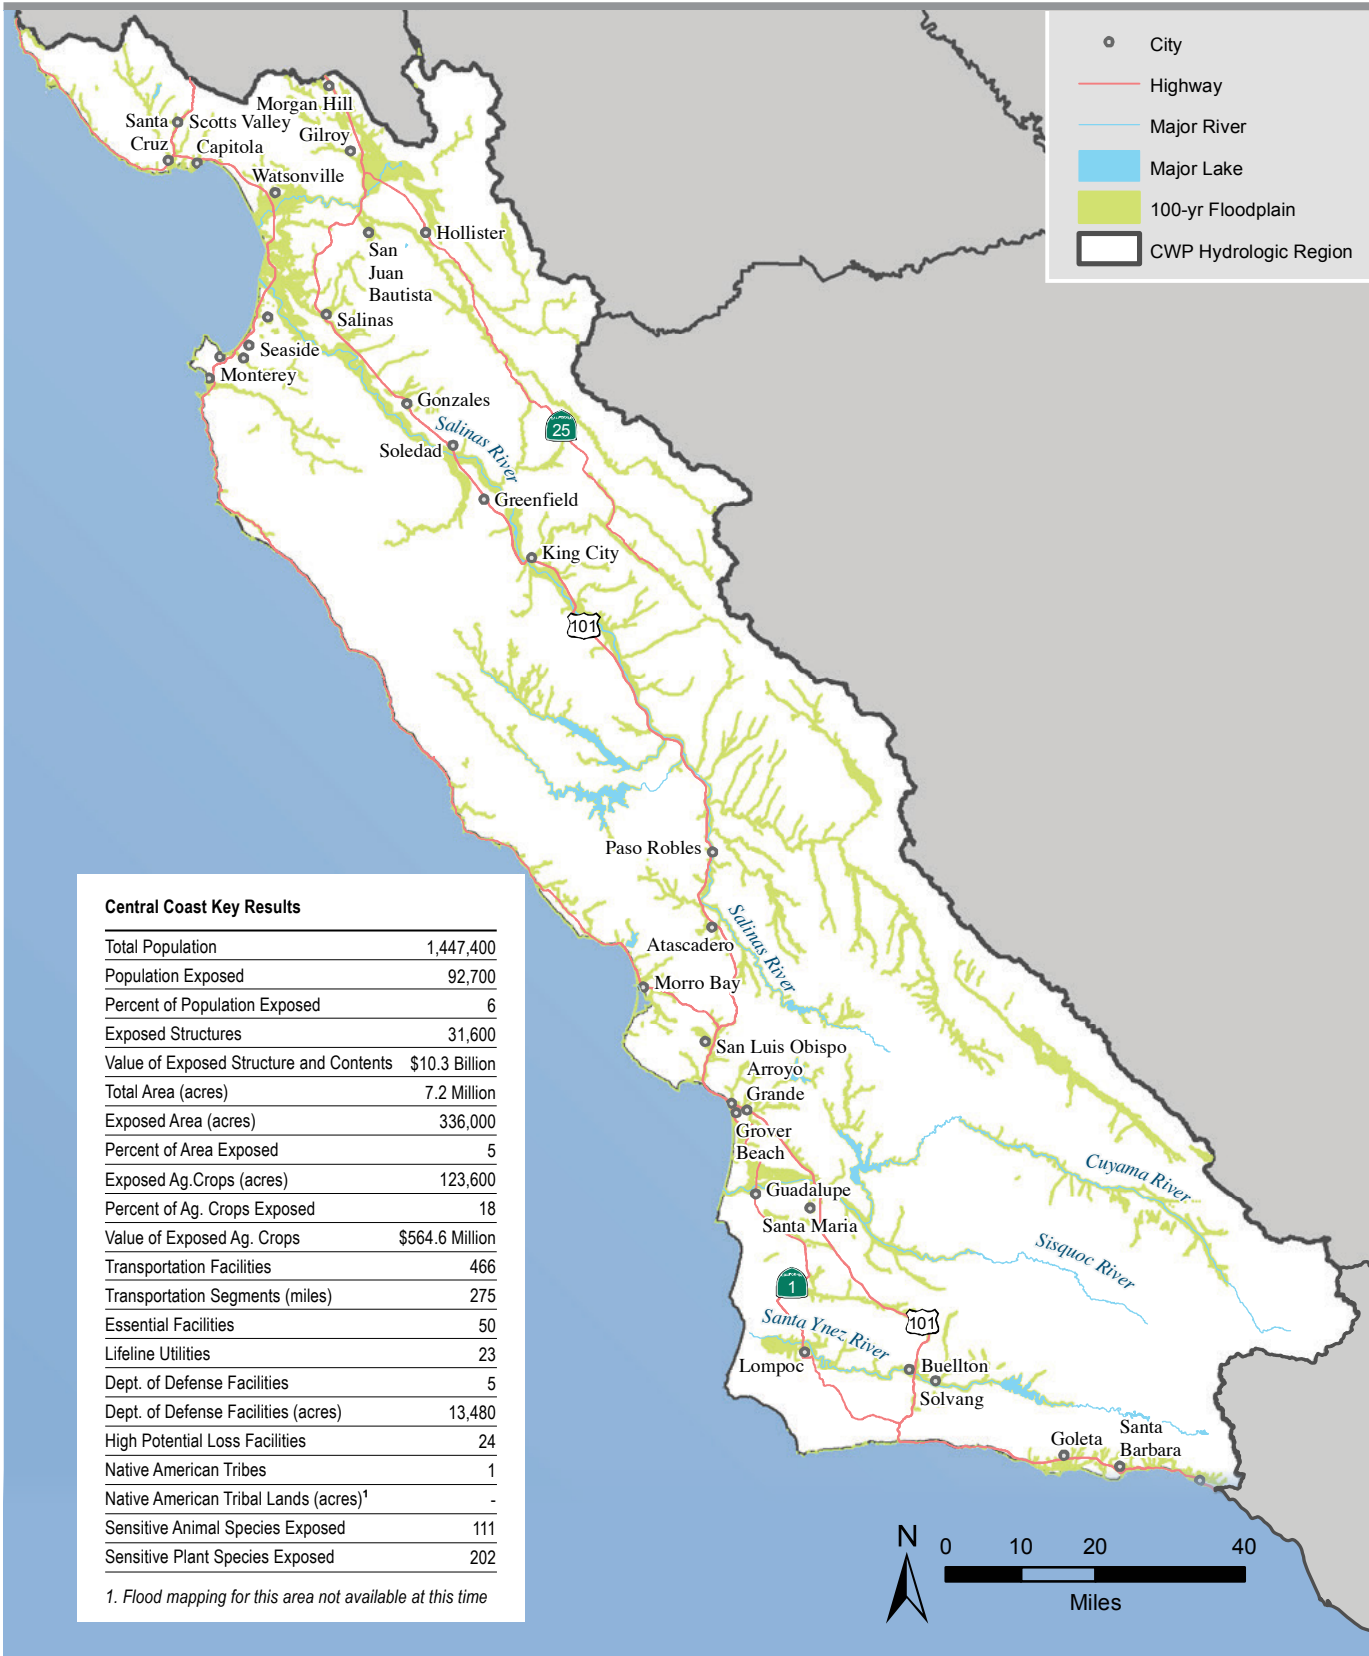 City
Highway
Major River
Major Lake
100-yr Floodplain
CWP Hydrologic Region
Morgan Hill
Santa
Cruz
Scotts Valley
Gilroy
Capitola
Watsonville
Hollister
San
Juan
Bautista
Salinas
Seaside
Monterey
Gonzales
25
Salinas River
Soledad
Greenfield
King City
101
Paso Robles
Salinas River
Atascadero
Morro Bay
San Luis Obispo
Arroyo
Grande
Grover
Beach
Cuyama River
Guadalupe
Santa Maria
Sisquoc River
1
Santa Ynez River
101
Lompoc
Buellton
Solvang
Goleta
Santa
Barbara
Central Coast Key Results
Total Population 1,447,400
Population Exposed 92,700
Percent of Population Exposed 6
Exposed Structures 31,600
Value of Exposed Structure and Contents $10.3 Billion
Total Area (acres) 7.2 Million
Exposed Area (acres) 336,000
Percent of Area Exposed 5
Exposed Ag.Crops (acres) 123,600
Percent of Ag. Crops Exposed 18
Value of Exposed Ag. Crops $564.6 Million
Transportation Facilities 466
Transportation Segments (miles) 275
Essential Facilities 50
Lifeline Utilities 23
Dept. of Defense Facilities 5
Dept. of Defense Facilities (acres) 13,480
High Potential Loss Facilities 24
Native American Tribes 1
Native American Tribal Lands (acres)¹ -
Sensitive Animal Species Exposed 111
Sensitive Plant Species Exposed 202
1. Flood mapping for this area not available at this time
N
0 10 20 40
Miles